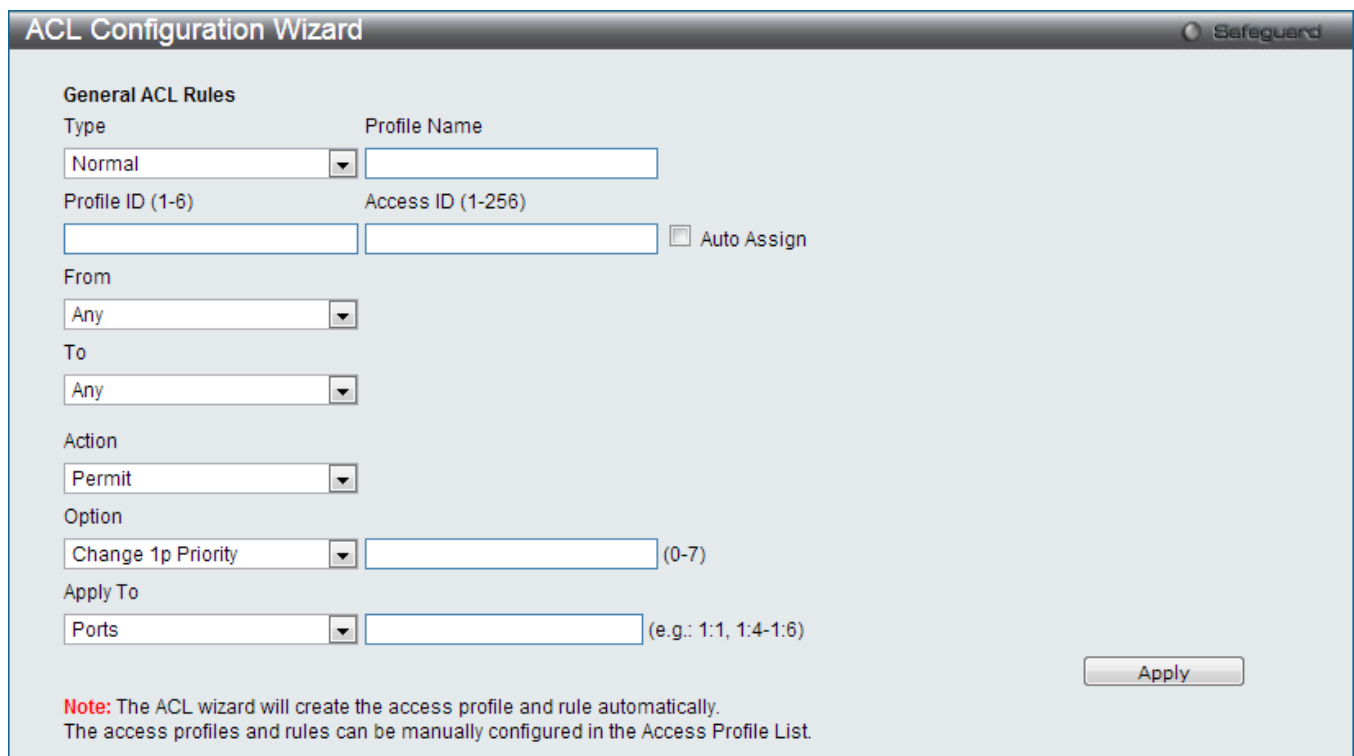 ACL Configuration Wizard
Safeguard
General ACL Rules
Type Profile Name
Normal
Profile ID (1-6) Access ID (1-256)
Auto Assign
From
Any
To
Any
Action
Permit
Option
Change 1p Priority (0-7)
Apply To
Ports (e.g.: 1:1, 1:4-1:6)
Apply
Note: The ACL wizard will create the access profile and rule automatically.
The access profiles and rules can be manually configured in the Access Profile List.